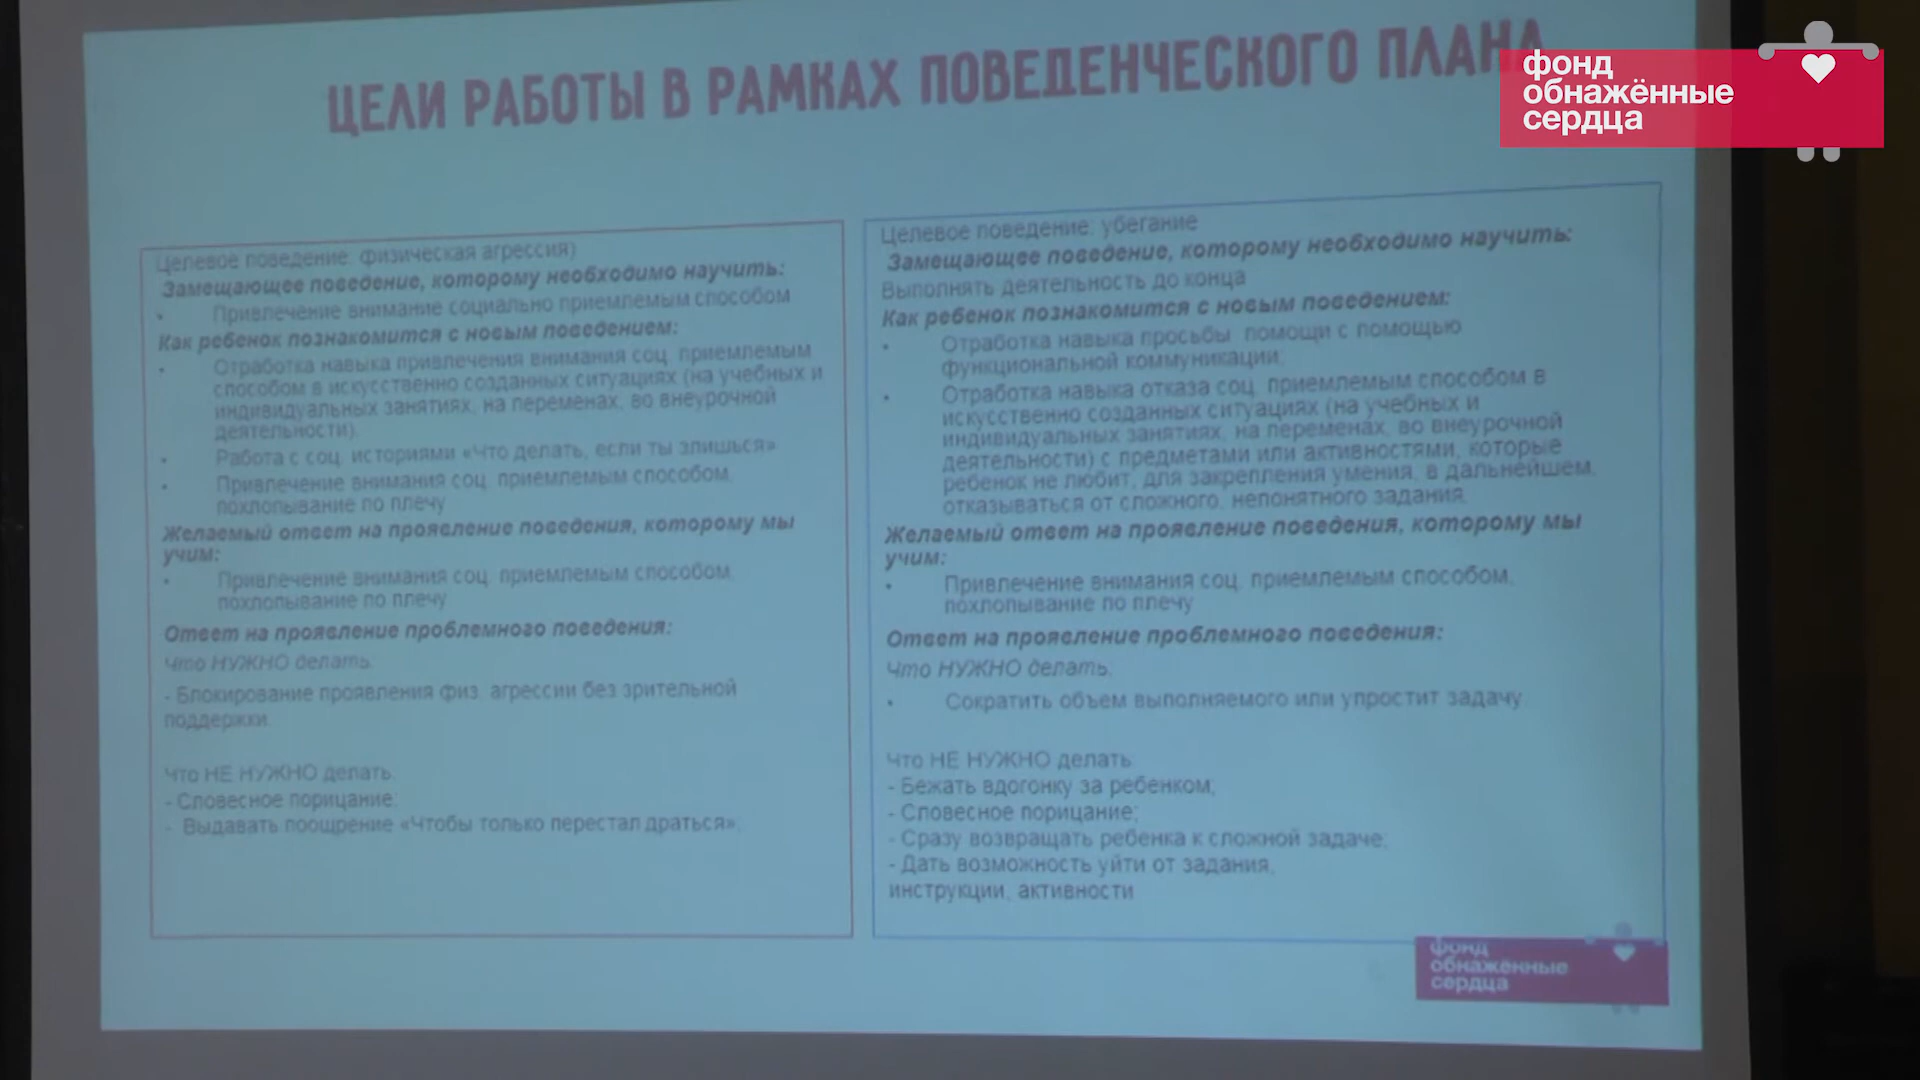 ЦЕЛИ РАБОТЫ В РАМКАХ ПОВЕДЕНЧЕСКОГО ПЛАНА
фонд
обнажённые
сердца
Целевое поведение: физическая агрессия)
Замещающее поведение, которому необходимо научить:
• Привлечение внимание социально приемлемым способом
Как ребенок познакомится с новым поведением:
• Отработка навыка привлечения внимания соц. приемлемым
способом в искусственно созданных ситуациях (на учебных и
индивидуальных занятиях, на переменах, во внеурочной
деятельности).
• Работа с соц. историями «Что делать, если ты злишься»
• Привлечение внимания соц. приемлемым способом,
похлопывание по плечу
Желаемый ответ на проявление поведения, которому мы
учим:
• Привлечение внимания соц. приемлемым способом,
похлопывание по плечу
Ответ на проявление проблемного поведения:
Что НУЖНО делать:
- Блокирование проявления физ. агрессии без зрительной
поддержки.
Что НЕ НУЖНО делать:
- Словесное порицание;
- Выдавать поощрение «Чтобы только перестал драться».
Целевое поведение: убегание
Замещающее поведение, которому необходимо научить:
Выполнять деятельность до конца
Как ребенок познакомится с новым поведением:
• Отработка навыка просьбы помощи с помощью
функциональной коммуникации;
• Отработка навыка отказа соц. приемлемым способом в
искусственно созданных ситуациях (на учебных и
индивидуальных занятиях, на переменах, во внеурочной
деятельности) с предметами или активностями, которые
ребенок не любит, для закрепления умения, в дальнейшем,
отказываться от сложного, непонятного задания;
Желаемый ответ на проявление поведения, которому мы
учим:
• Привлечение внимания соц. приемлемым способом,
похлопывание по плечу
Ответ на проявление проблемного поведения:
Что НУЖНО делать:
• Сократить объем выполняемого или упростит задачу.
Что НЕ НУЖНО делать:
- Бежать вдогонку за ребенком;
- Словесное порицание;
- Сразу возвращать ребенка к сложной задаче;
- Дать возможность уйти от задания,
инструкции, активности
фонд
обнажённые
сердца